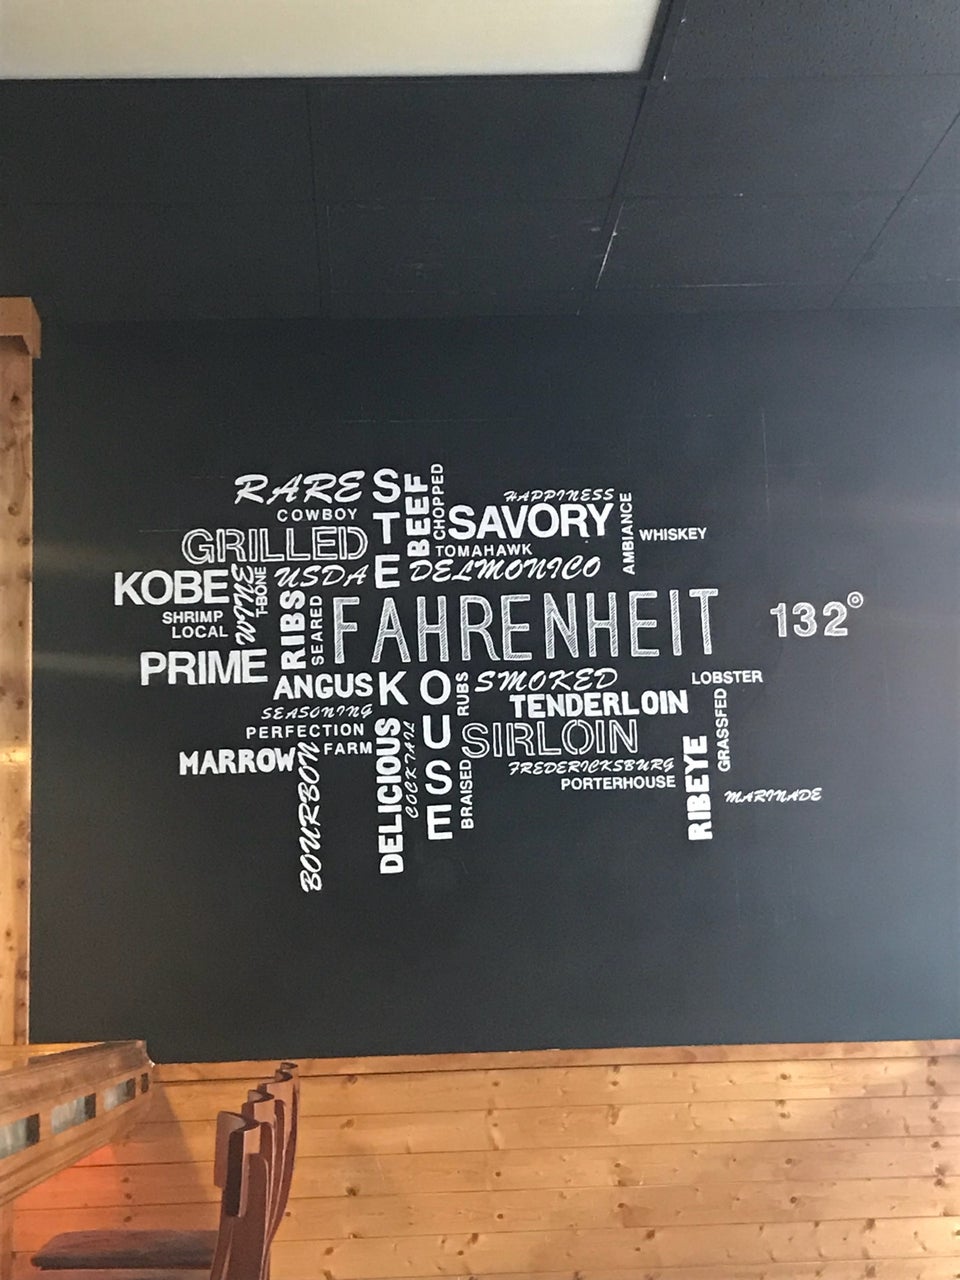 RARE
COWBOY
GRILLED
KOBE
WINE
T-BONE
USDA
SHRIMP
LOCAL
PRIME
RIBS
SEARED
STEAK
BEEF
CHOPPED
HAPPINESS
SAVORY
TOMAHAWK
DELMONICO
AMBIANCE
WHISKEY
FAHRENHEIT 132°
HOUSE
ANGUS
SEASONING
PERFECTION
FARM
MARROW
BOURBON
DELICIOUS
COCKTAIL
RUBS
BRAISED
SMOKED
TENDERLOIN
SIRLOIN
FREDERICKSBURG
PORTERHOUSE
LOBSTER
GRASSFED
RIBEYE
MARINADE